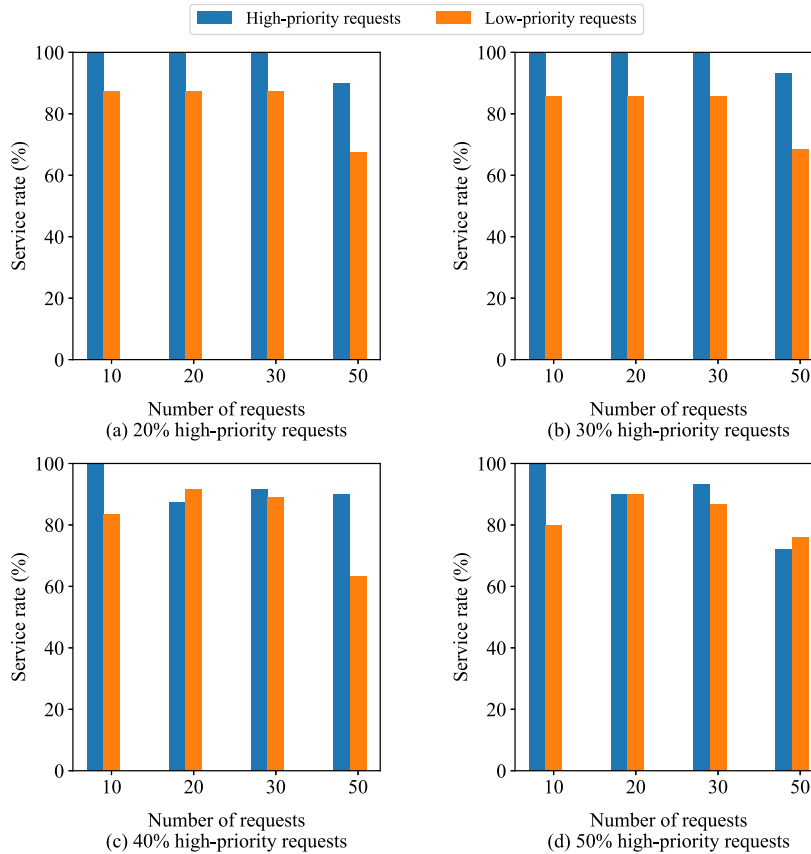 High-priority requests Low-priority requests
100
80
60
40
20
0
Service rate (%)
10 20 30 50
Number of requests
(a) 20% high-priority requests
100
80
60
40
20
0
Service rate (%)
10 20 30 50
Number of requests
(b) 30% high-priority requests
100
80
60
40
20
0
Service rate (%)
10 20 30 50
Number of requests
(c) 40% high-priority requests
100
80
60
40
20
0
Service rate (%)
10 20 30 50
Number of requests
(d) 50% high-priority requests